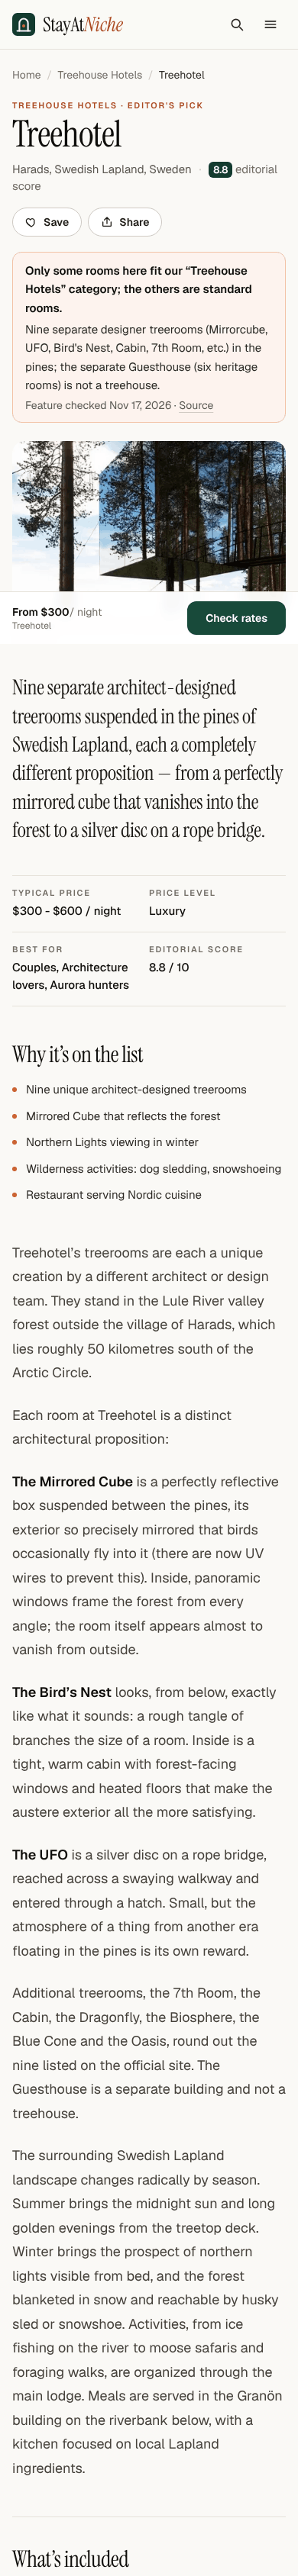 StayAtNiche
Home / Treehouse Hotels / Treehotel
TREEHOUSE HOTELS · EDITOR'S PICK
Treehotel
Harads, Swedish Lapland, Sweden · 8.8 editorial
score
Save
Share
Only some rooms here fit our “Treehouse
Hotels” category; the others are standard
rooms.
Nine separate designer treerooms (Mirrorcube,
UFO, Bird's Nest, Cabin, 7th Room, etc.) in the
pines; the separate Guesthouse (six heritage
rooms) is not a treehouse.
Feature checked Nov 17, 2026 · Source
From $300/ night
Treehotel
Check rates
Nine separate architect-designed
treerooms suspended in the pines of
Swedish Lapland, each a completely
different proposition — from a perfectly
mirrored cube that vanishes into the
forest to a silver disc on a rope bridge.
TYPICAL PRICE
$300 - $600 / night
PRICE LEVEL
Luxury
BEST FOR
Couples, Architecture
lovers, Aurora hunters
EDITORIAL SCORE
8.8 / 10
Why it’s on the list
Nine unique architect-designed treerooms
Mirrored Cube that reflects the forest
Northern Lights viewing in winter
Wilderness activities: dog sledding, snowshoeing
Restaurant serving Nordic cuisine
Treehotel’s treerooms are each a unique
creation by a different architect or design
team. They stand in the Lule River valley
forest outside the village of Harads, which
lies roughly 50 kilometres south of the
Arctic Circle.
Each room at Treehotel is a distinct
architectural proposition:
The Mirrored Cube is a perfectly reflective
box suspended between the pines, its
exterior so precisely mirrored that birds
occasionally fly into it (there are now UV
wires to prevent this). Inside, panoramic
windows frame the forest from every
angle; the room itself appears almost to
vanish from outside.
The Bird’s Nest looks, from below, exactly
like what it sounds: a rough tangle of
branches the size of a room. Inside is a
tight, warm cabin with forest-facing
windows and heated floors that make the
austere exterior all the more satisfying.
The UFO is a silver disc on a rope bridge,
reached across a swaying walkway and
entered through a hatch. Small, but the
atmosphere of a thing from another era
floating in the pines is its own reward.
Additional treerooms, the 7th Room, the
Cabin, the Dragonfly, the Biosphere, the
Blue Cone and the Oasis, round out the
nine listed on the official site. The
Guesthouse is a separate building and not a
treehouse.
The surrounding Swedish Lapland
landscape changes radically by season.
Summer brings the midnight sun and long
golden evenings from the treetop deck.
Winter brings the prospect of northern
lights visible from bed, and the forest
blanketed in snow and reachable by husky
sled or snowshoe. Activities, from ice
fishing on the river to moose safaris and
foraging walks, are organized through the
main lodge. Meals are served in the Granön
building on the riverbank below, with a
kitchen focused on local Lapland
ingredients.
What’s included